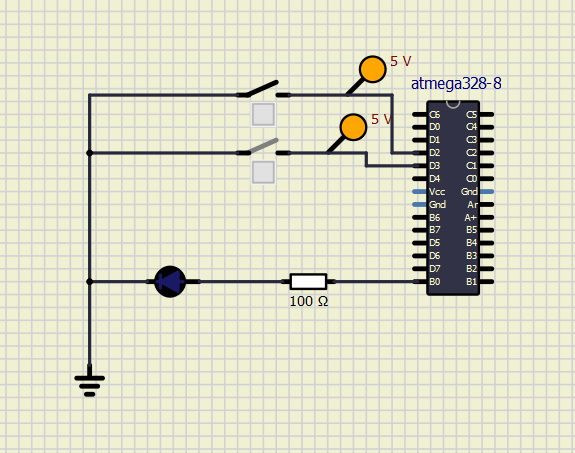 5 V
atmega328-8
5 V
C6 C5
D0 C4
D1 C3
D2 C2
D3 C1
D4 C0
Vcc Gnd
Gnd Ar
B6 A+
B7 B5
D5 B4
D6 B3
D7 B2
B0 B1
100 Ω